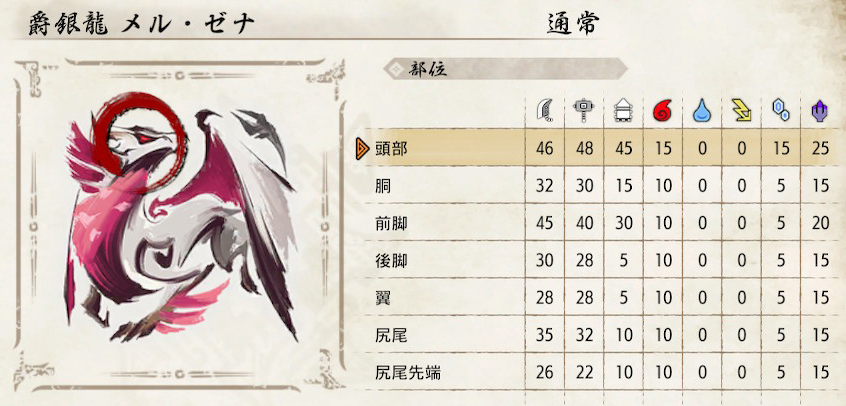 爵銀龍 メル・ゼナ 通常
部位
頭部 46 48 45 15 0 0 15 25
胴 32 30 15 10 0 0 5 15
前脚 45 40 30 10 0 0 5 20
後脚 30 28 5 10 0 0 5 15
翼 28 28 5 10 0 0 5 15
尻尾 35 32 10 10 0 0 5 15
尻尾先端 26 22 10 10 0 0 5 15